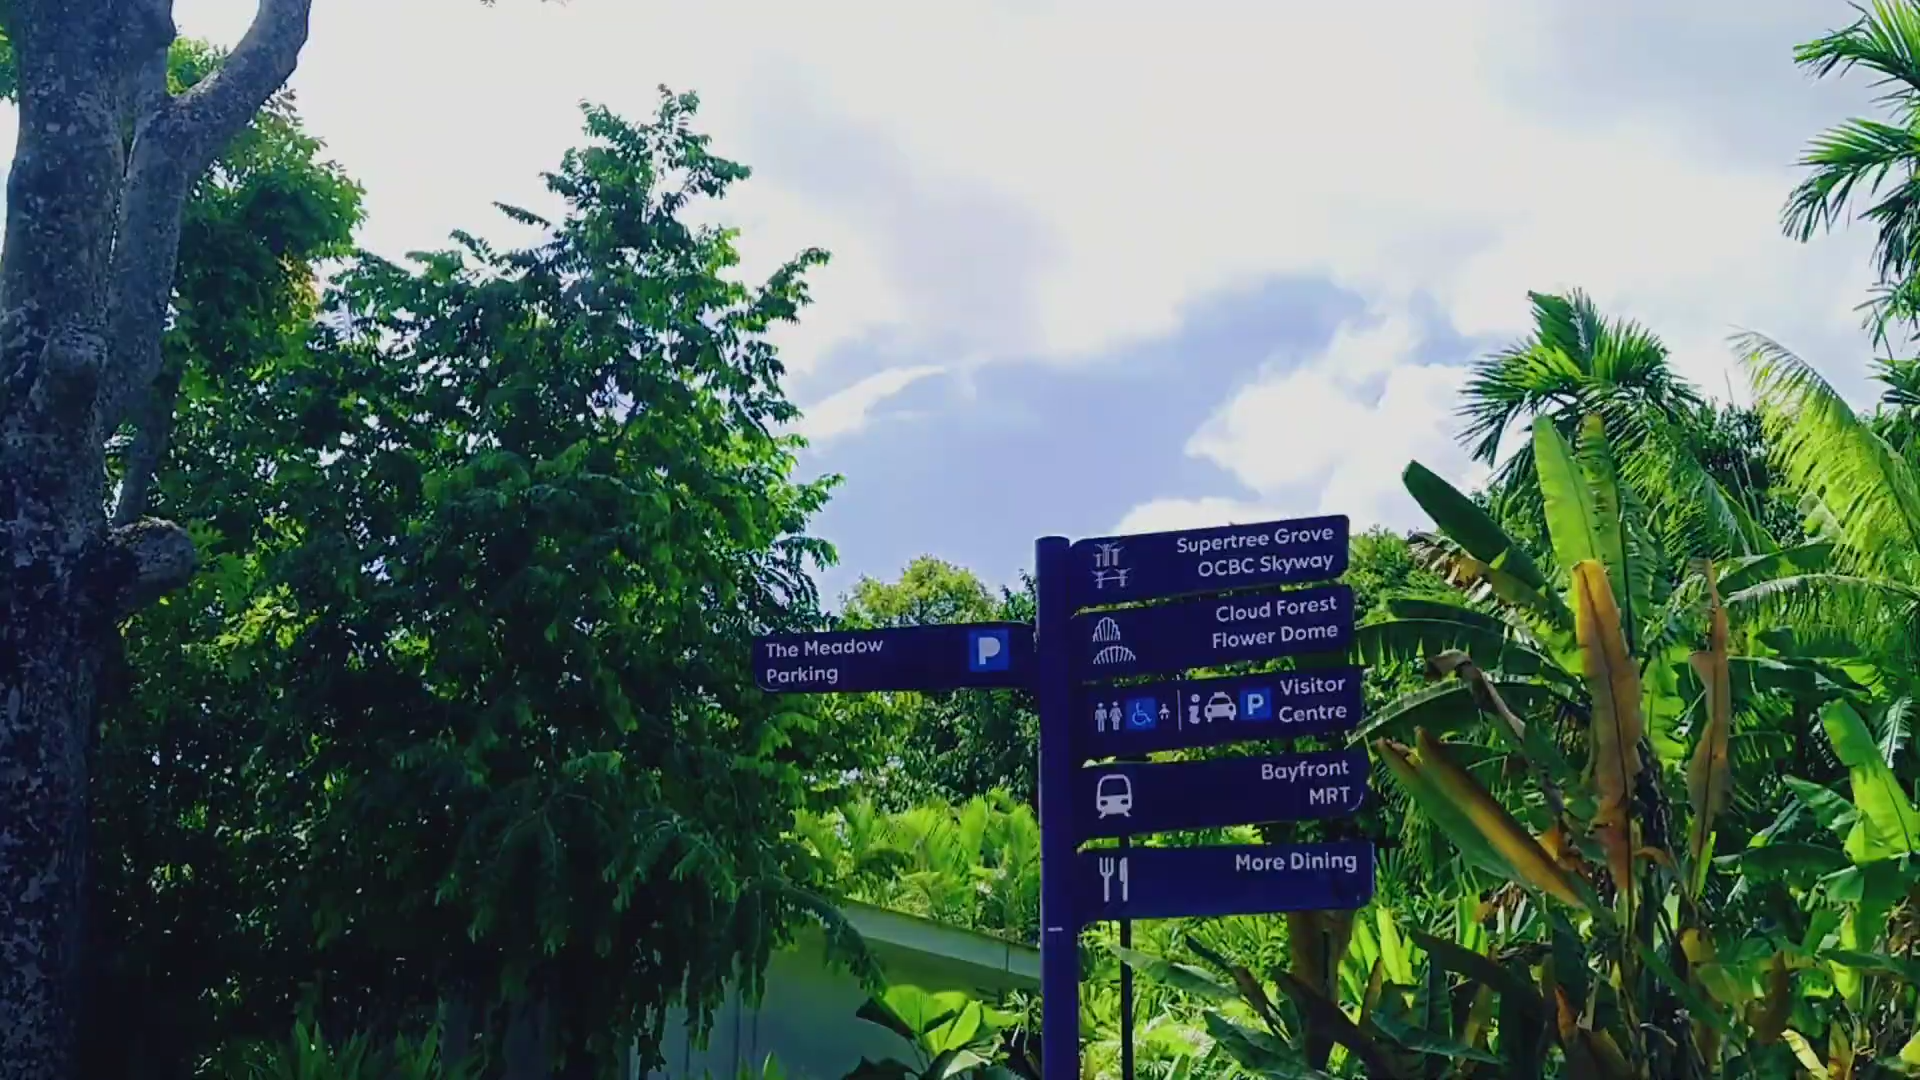 The Meadow
Parking
P
Supertree Grove
OCBC Skyway
Cloud Forest
Flower Dome
P
Visitor
Centre
Bayfront
MRT
More Dining